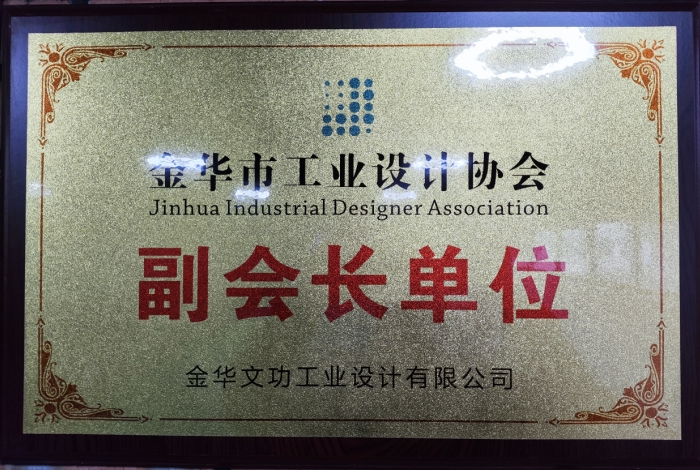 金华市工业设计协会
Jinhua Industrial Designer Association
副会长单位
金华文功工业设计有限公司